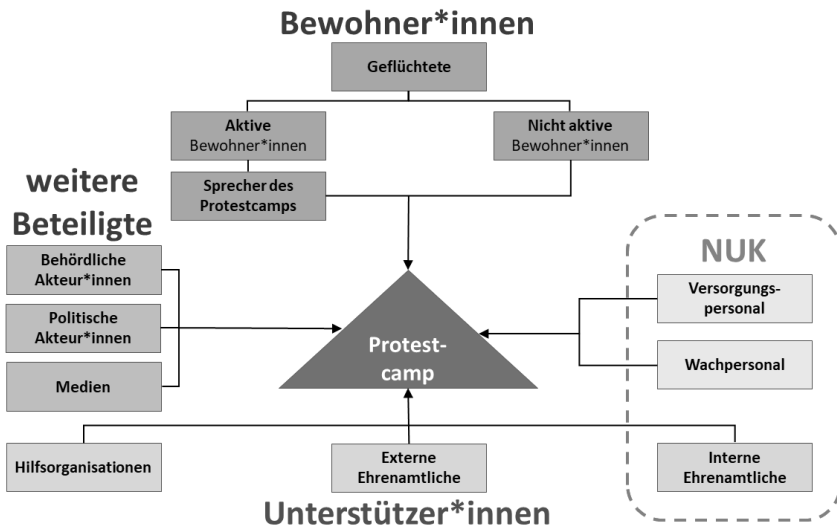 Bewohner*innen
Geflüchtete
Aktive
Bewohner*innen
Nicht aktive
Bewohner*innen
Sprecher des
Protestcamps
weitere
Beteiligte
Behördliche
Akteur*innen
Politische
Akteur*innen
Medien
Protest-
camp
NUK
Versorgungs-
personal
Wachpersonal
Hilfsorganisationen
Externe
Ehrenamtliche
Interne
Ehrenamtliche
Unterstützer*innen